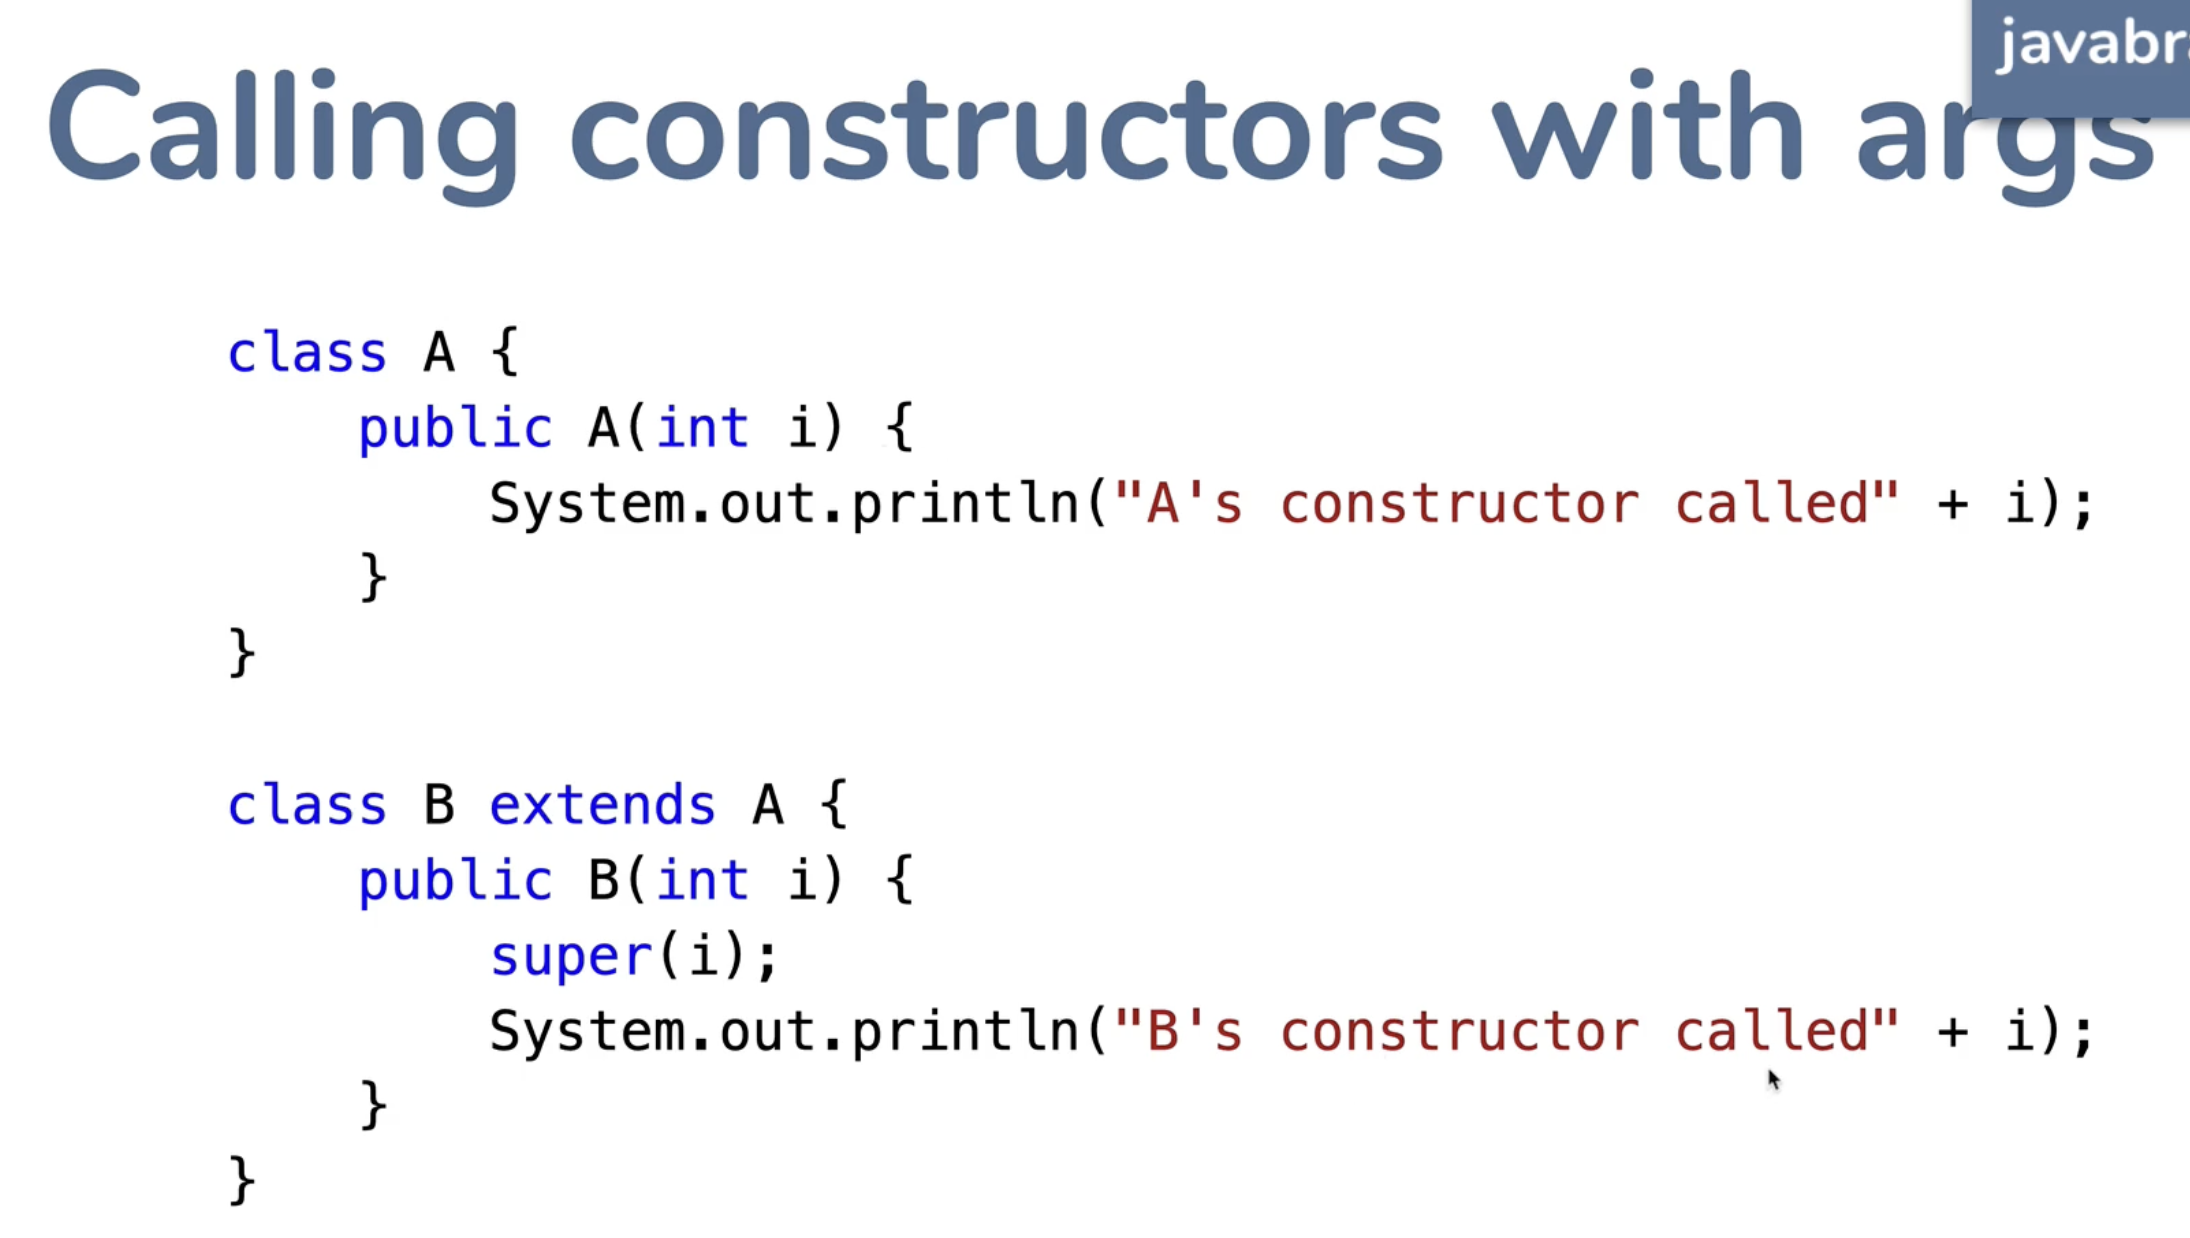 javabra
Calling constructors with args
class A {
    public A(int i) {
        System.out.println("A's constructor called" + i);
    }
}
class B extends A {
    public B(int i) {
        super(i);
        System.out.println("B's constructor called" + i);
    }
}